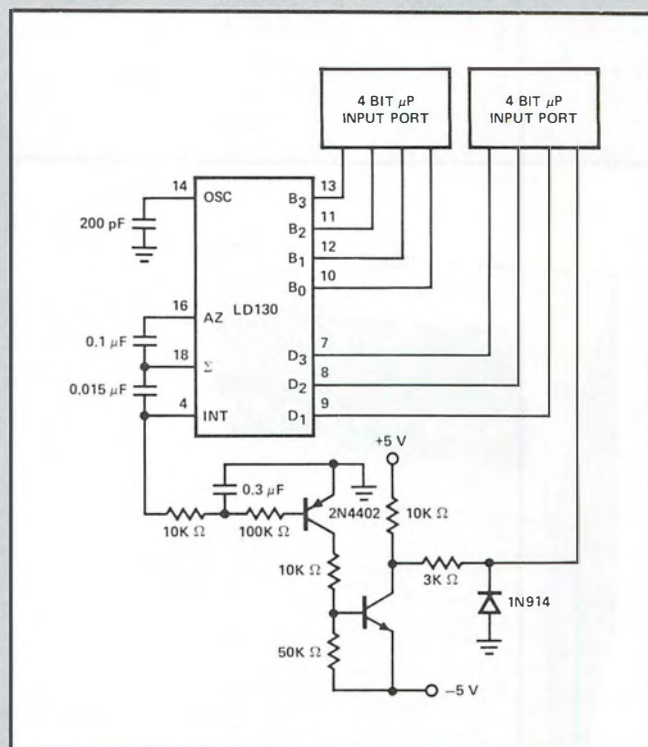 4 BIT μP
INPUT PORT
4 BIT μP
INPUT PORT
14
OSC
200 pF
B3
13
B2
11
B1
12
B0
10
LD130
16
AZ
0.1 μF
18
Σ
0.015 μF
4
INT
D3
7
D2
8
D1
9
+5 V
0.3 μF
2N4402
10K Ω
10K Ω
100K Ω
10K Ω
3K Ω
1N914
50K Ω
−5 V